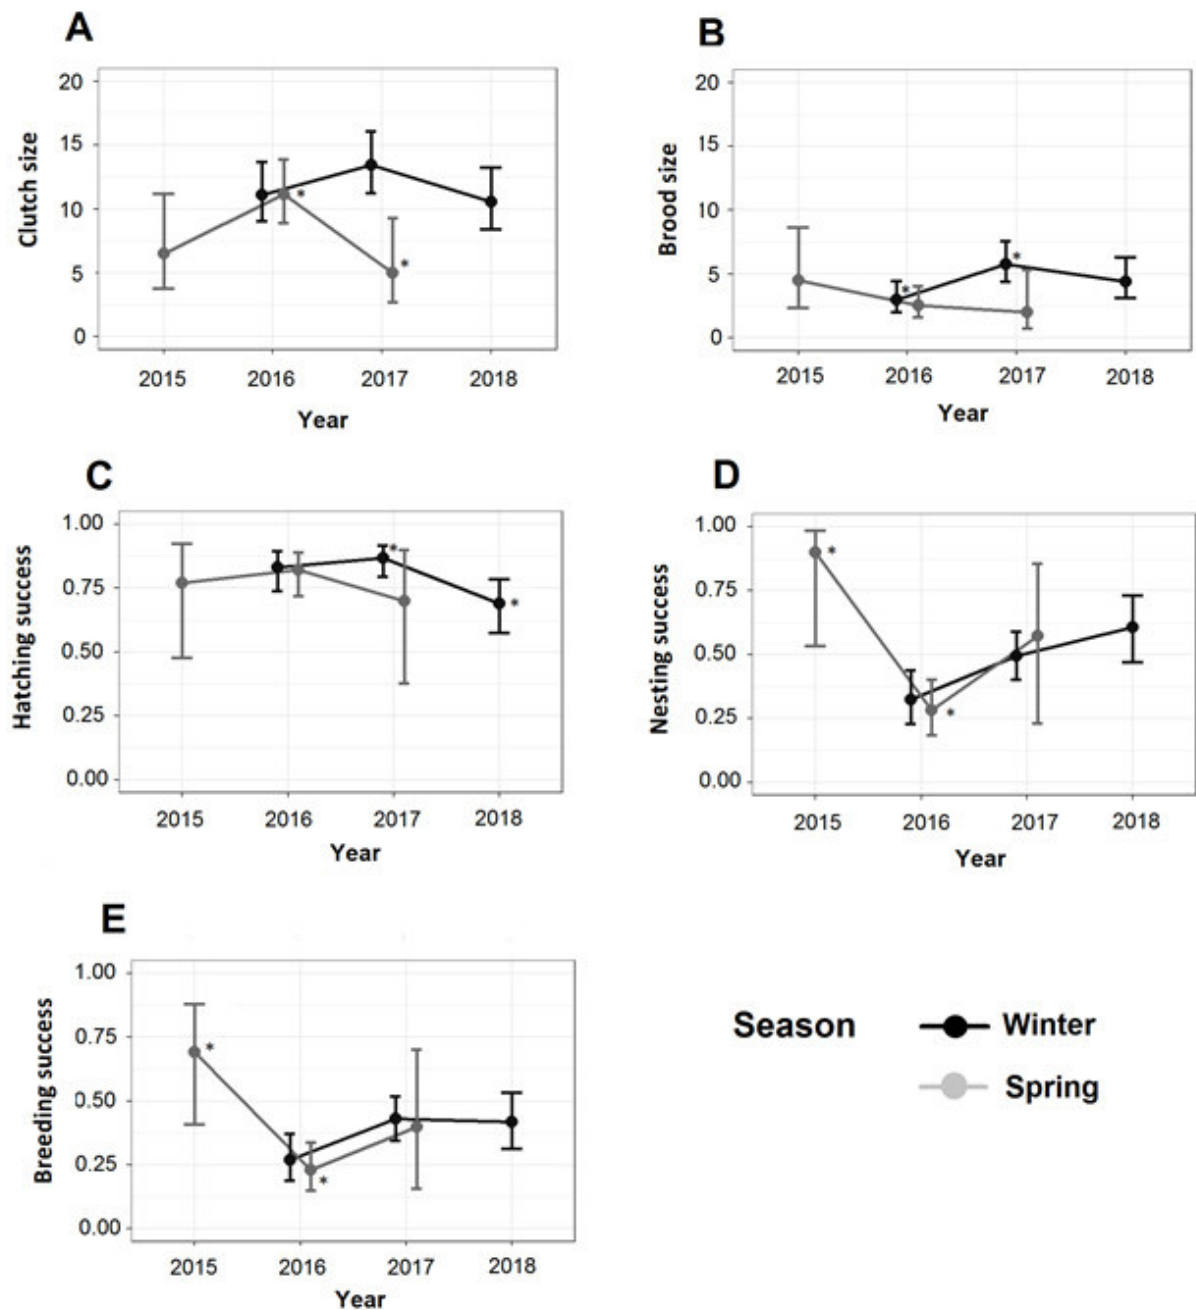 A
B
20
15
10
5
0
Clutch size
2015 2016 2017 2018
Year
*
*
20
15
10
5
0
Brood size
2015 2016 2017 2018
Year
*
*
C
D
1.00
0.75
0.50
0.25
0.00
Hatching success
2015 2016 2017 2018
Year
*
*
1.00
0.75
0.50
0.25
0.00
Nesting success
2015 2016 2017 2018
Year
*
*
E
1.00
0.75
0.50
0.25
0.00
Breeding success
2015 2016 2017 2018
Year
*
*
Season
Winter
Spring